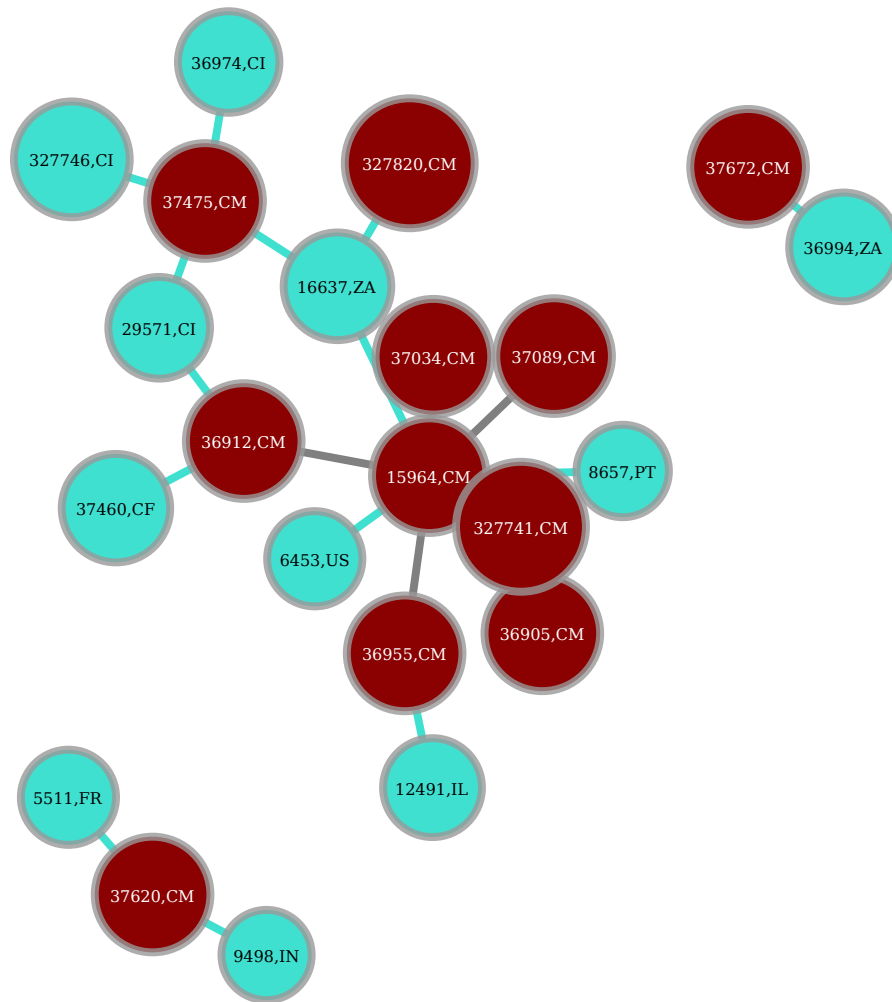 36974,CI
327746,CI
327820,CM
37672,CM
37475,CM
36994,ZA
16637,ZA
29571,CI
37034,CM
37089,CM
36912,CM
8657,PT
15964,CM
37460,CF
327741,CM
6453,US
36905,CM
36955,CM
12491,IL
5511,FR
37620,CM
9498,IN